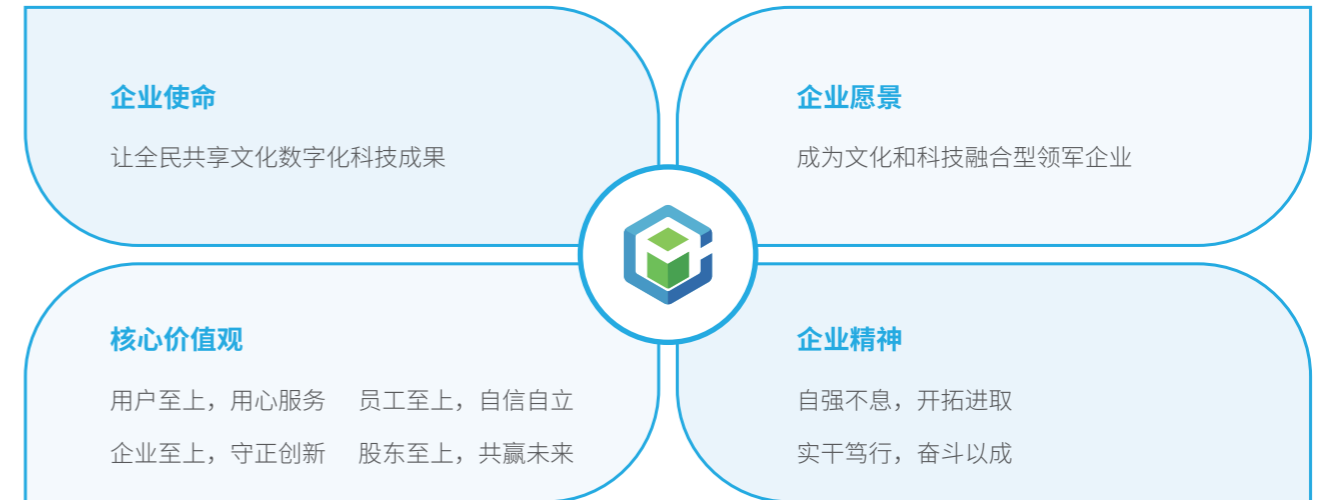 企业使命
让全民共享文化数字化科技成果
企业愿景
成为文化和科技融合型领军企业
核心价值观
用户至上，用心服务 员工至上，自信自立
企业至上，守正创新 股东至上，共赢未来
企业精神
自强不息，开拓进取
实干笃行，奋斗以成